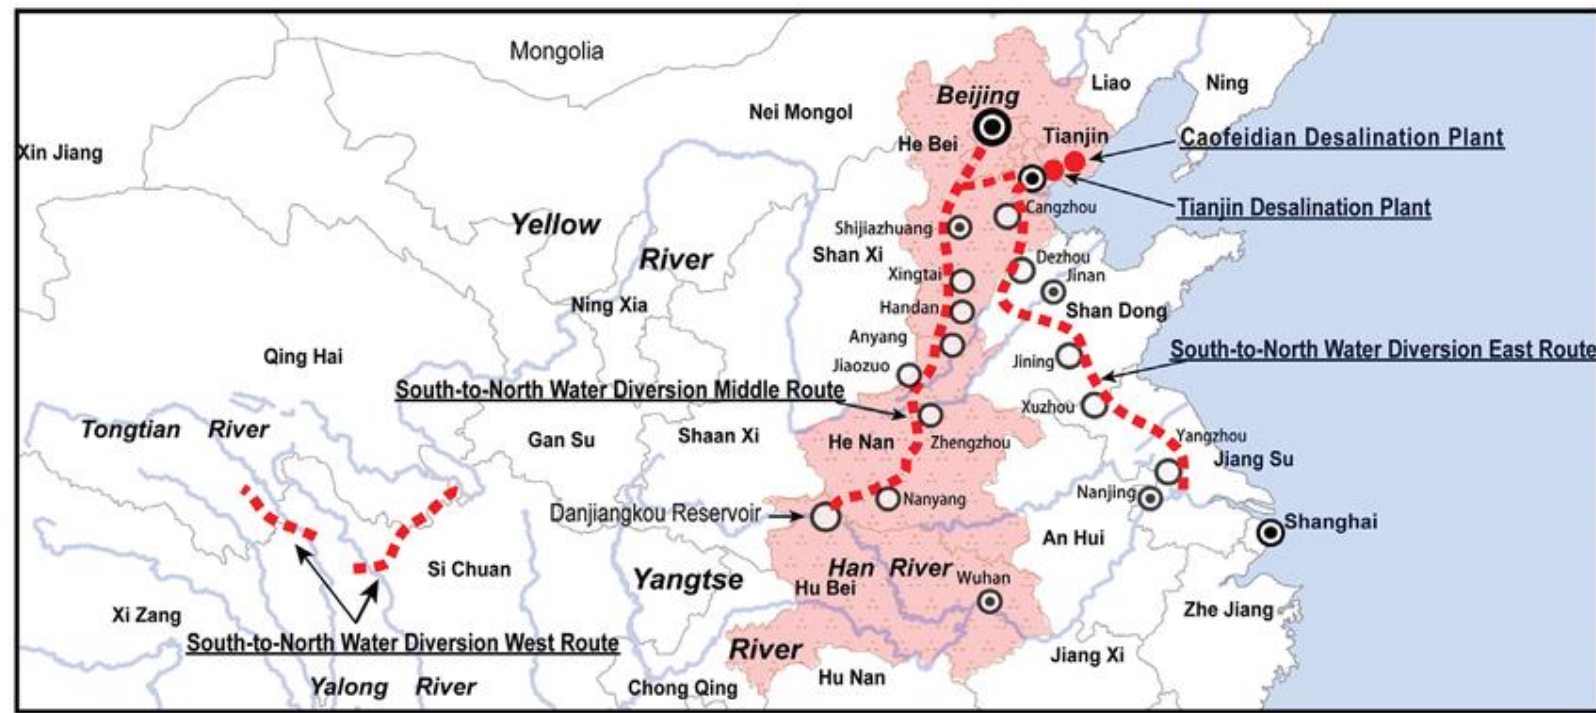 Mongolia
Liao
Ning
Beijing
Nei Mongol
Tianjin
Caofeidian Desalination Plant
He Bei
Xin Jiang
Tianjin Desalination Plant
Cangzhou
Yellow
Shijiazhuang
Shan Xi
River
Dezhou
Xingtai
Jinan
Ning Xia
Handan
Shan Dong
Anyang
Qing Hai
South-to-North Water Diversion East Route
Jining
Jiaozuo
South-to-North Water Diversion Middle Route
Xuzhou
Tongtian River
Gan Su
Shaan Xi
He Nan
Zhengzhou
Yangzhou
Jiang Su
Nanjing
Nanyang
Danjiangkou Reservoir
Shanghai
An Hui
Si Chuan
Han River
Yangtse
Wuhan
Hu Bei
Xi Zang
Zhe Jiang
South-to-North Water Diversion West Route
River
Jiang Xi
Hu Nan
Yalong River
Chong Qing